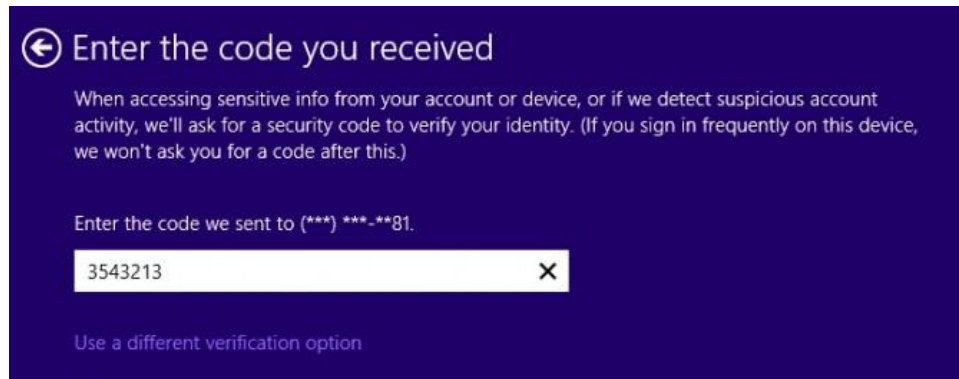 Enter the code you received
When accessing sensitive info from your account or device, or if we detect suspicious account
activity, we'll ask for a security code to verify your identity. (If you sign in frequently on this device,
we won't ask you for a code after this.)
Enter the code we sent to (***) ***-**81.
3543213
Use a different verification option